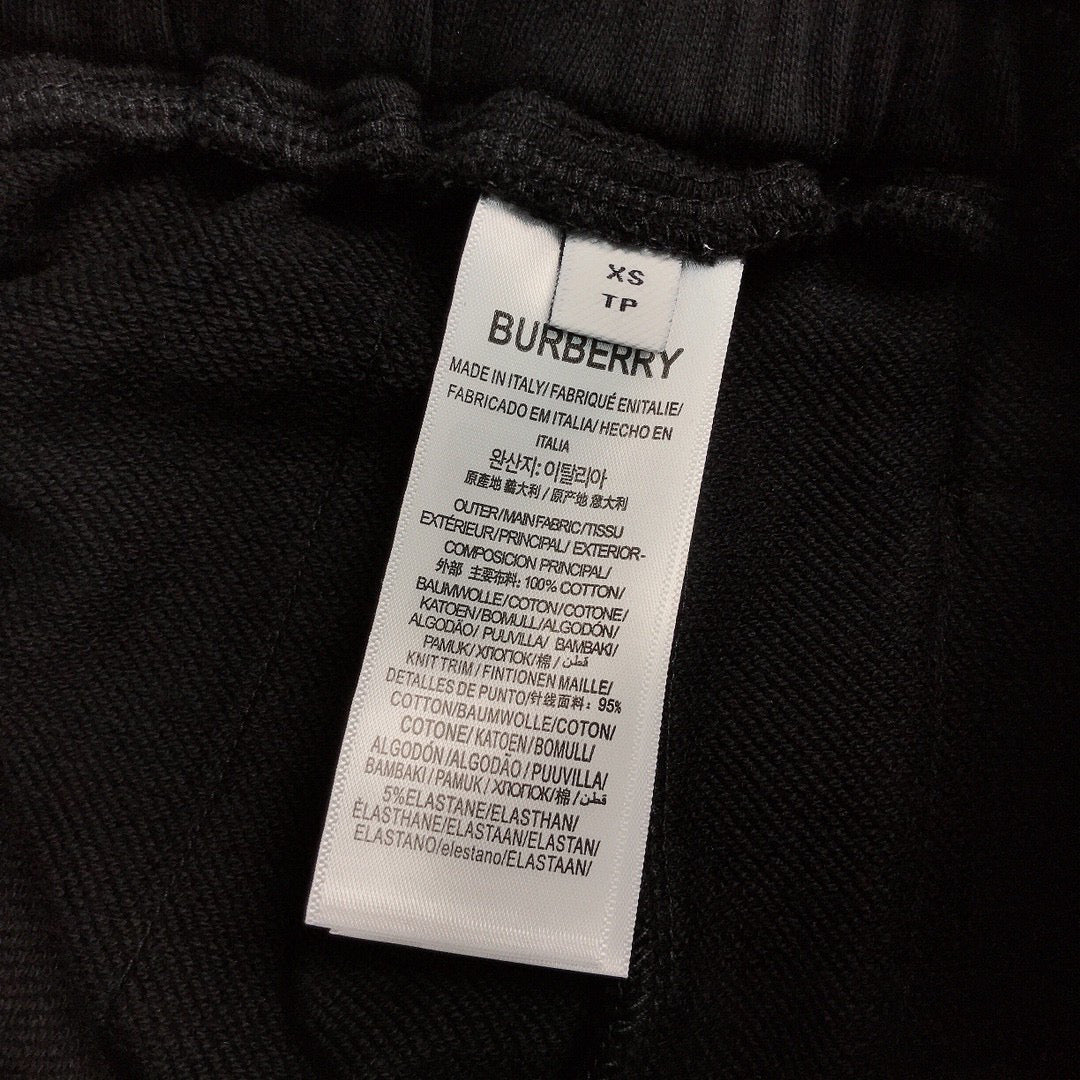 XS
TP
BURBERRY
MADE IN ITALY/ FABRIQUÉ ENITALIE/
FABRICADO EM ITALIA/ HECHO EN
ITALIA
완산지: 이탈리아
原產地 義大利 / 原产地 意大利
OUTER/MAIN FABRIC/TISSU
EXTÉRIEUR/PRINCIPAL/ EXTERIOR-
COMPOSICION PRINCIPAL/
外部 主要布料: 100% COTTON/
BAUMWOLLE/COTON/COTONE/
KATOEN/BOMULL/ALGODÓN/
ALGODÃO/ PUUVILLA/ BAMBAKI/
PAMUK/ХЛОПОК/棉 /قطن
KNIT TRIM / FINTIONEN MAILLE/
DETALLES DE PUNTO/针线面料: 95%
COTTON/BAUMWOLLE/COTON/
COTONE/ KATOEN/BOMULL/
ALGODÓN/ALGODÃO/PUUVILLA/
BAMBAKI/PAMUK/ХЛОПОК/棉 /قطن
5%ELASTANE/ELASTHAN/
ÉLASTHANE/ELASTAAN/ELASTAN/
ELASTANO/elestano/ELASTAAN/